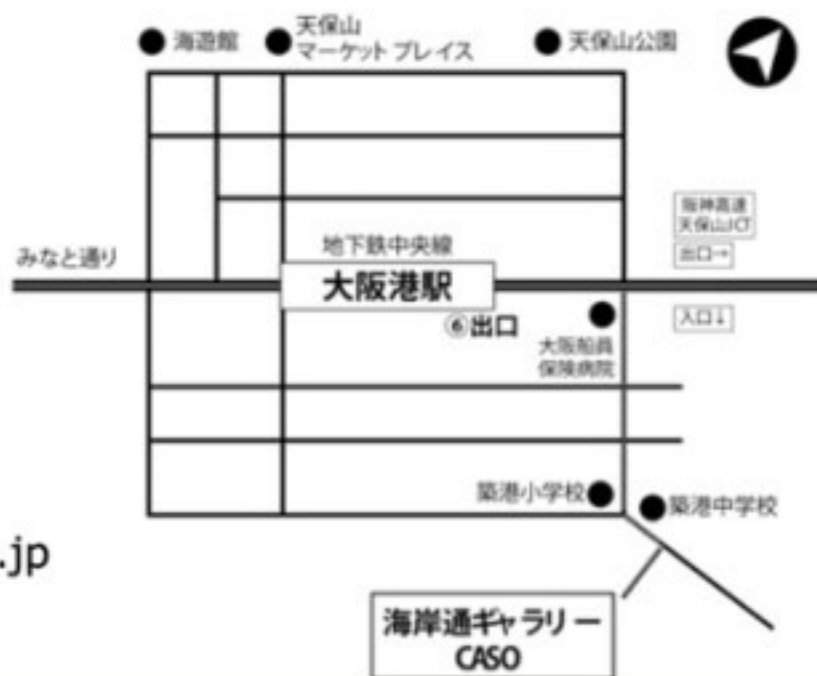 海遊館
天保山
マーケットプレイス
天保山公園
阪神高速
天保山JCT
出口→
みなと通り
地下鉄中央線
大阪港駅
入口↓
⑥出口
大阪船員
保険病院
築港小学校
築港中学校
.jp
海岸通ギャラリー
CASO